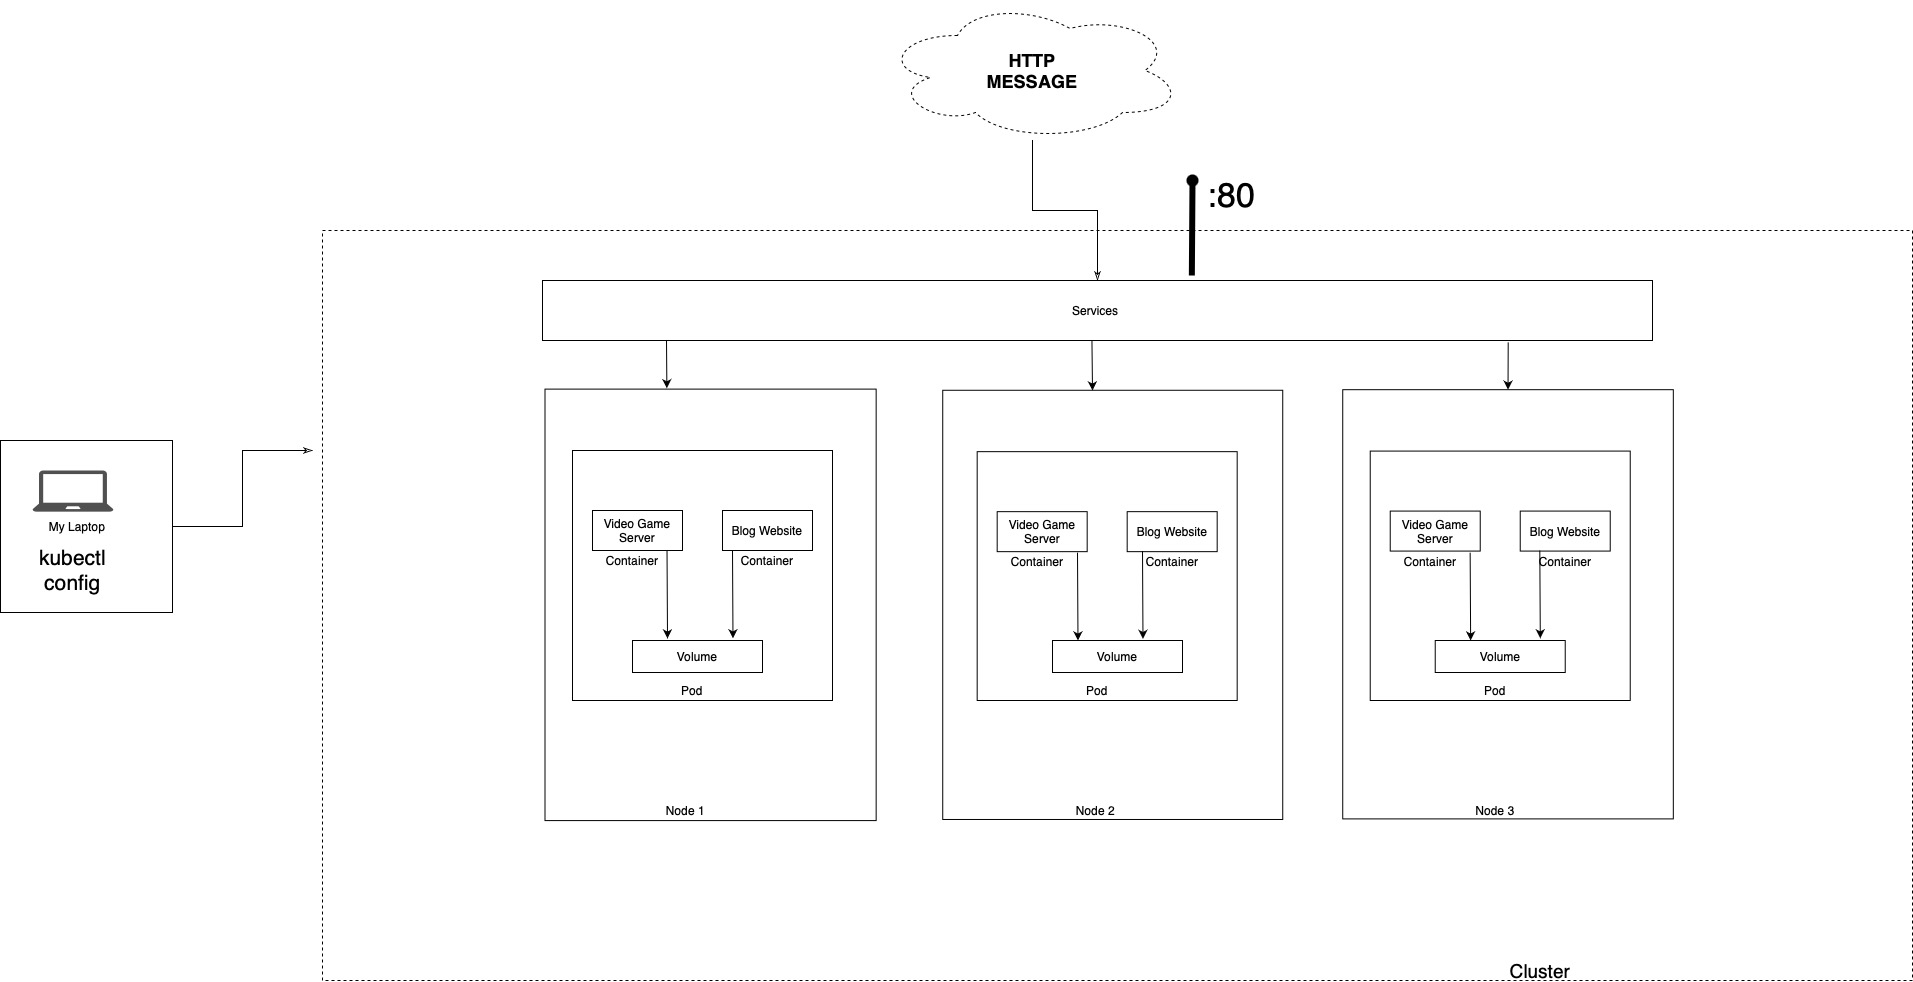 HTTP
MESSAGE
:80
Services
My Laptop
kubectl
config
Video Game
Server
Container
Blog Website
Container
Volume
Pod
Node 1
Video Game
Server
Container
Blog Website
Container
Volume
Pod
Node 2
Video Game
Server
Container
Blog Website
Container
Volume
Pod
Node 3
Cluster